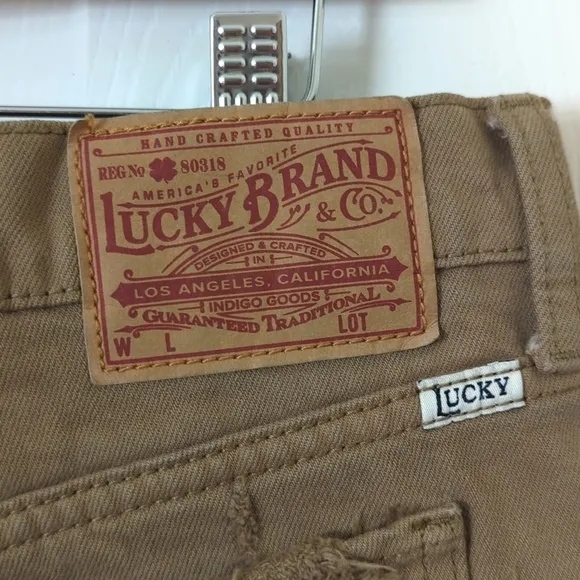 HAND CRAFTED QUALITY
REG No 80318
AMERICA'S FAVORITE
LUCKY BRAND
& CO.
DESIGNED & CRAFTED
IN
LOS ANGELES, CALIFORNIA
INDIGO GOODS
GUARANTEED TRADITIONAL
W L LOT
LUCKY